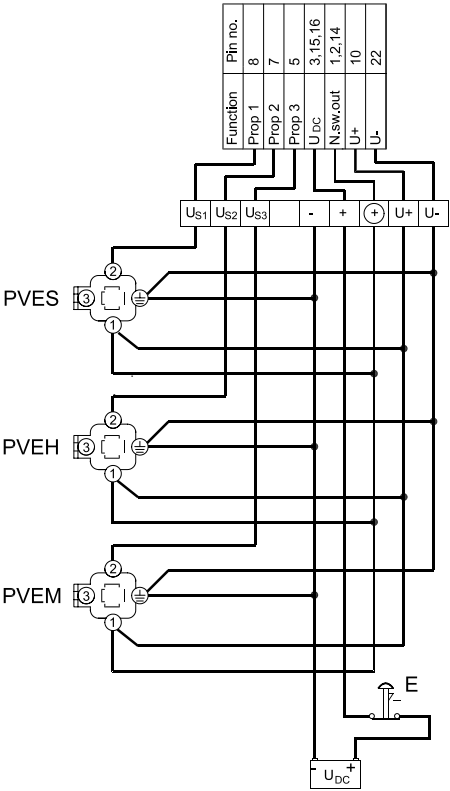 Pin no. 8 7 5 3,15,16 1,2,14 10 22
Function Prop 1 Prop 2 Prop 3 UDC N.sw.out U+ U-
US1 US2 US3 - + + U+ U-
2
PVES 3
1
2
PVEH 3
1
2
PVEM 3
1
E
- UDC +